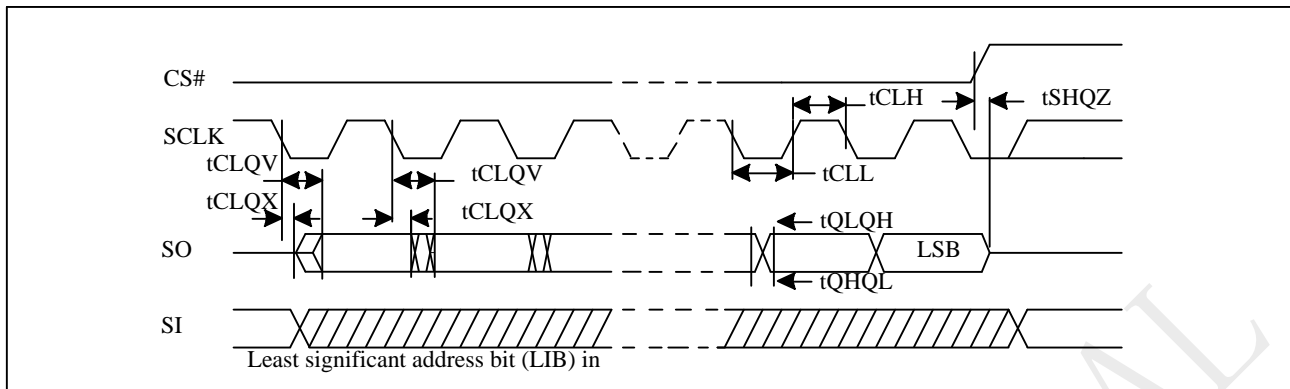 CS#
tCLH
tSHQZ
SCLK
tCLQV
tCLQV
tCLL
tCLQX
tCLQX
tQLQH
SO
LSB
tQHQL
SI
Least significant address bit (LIB) in